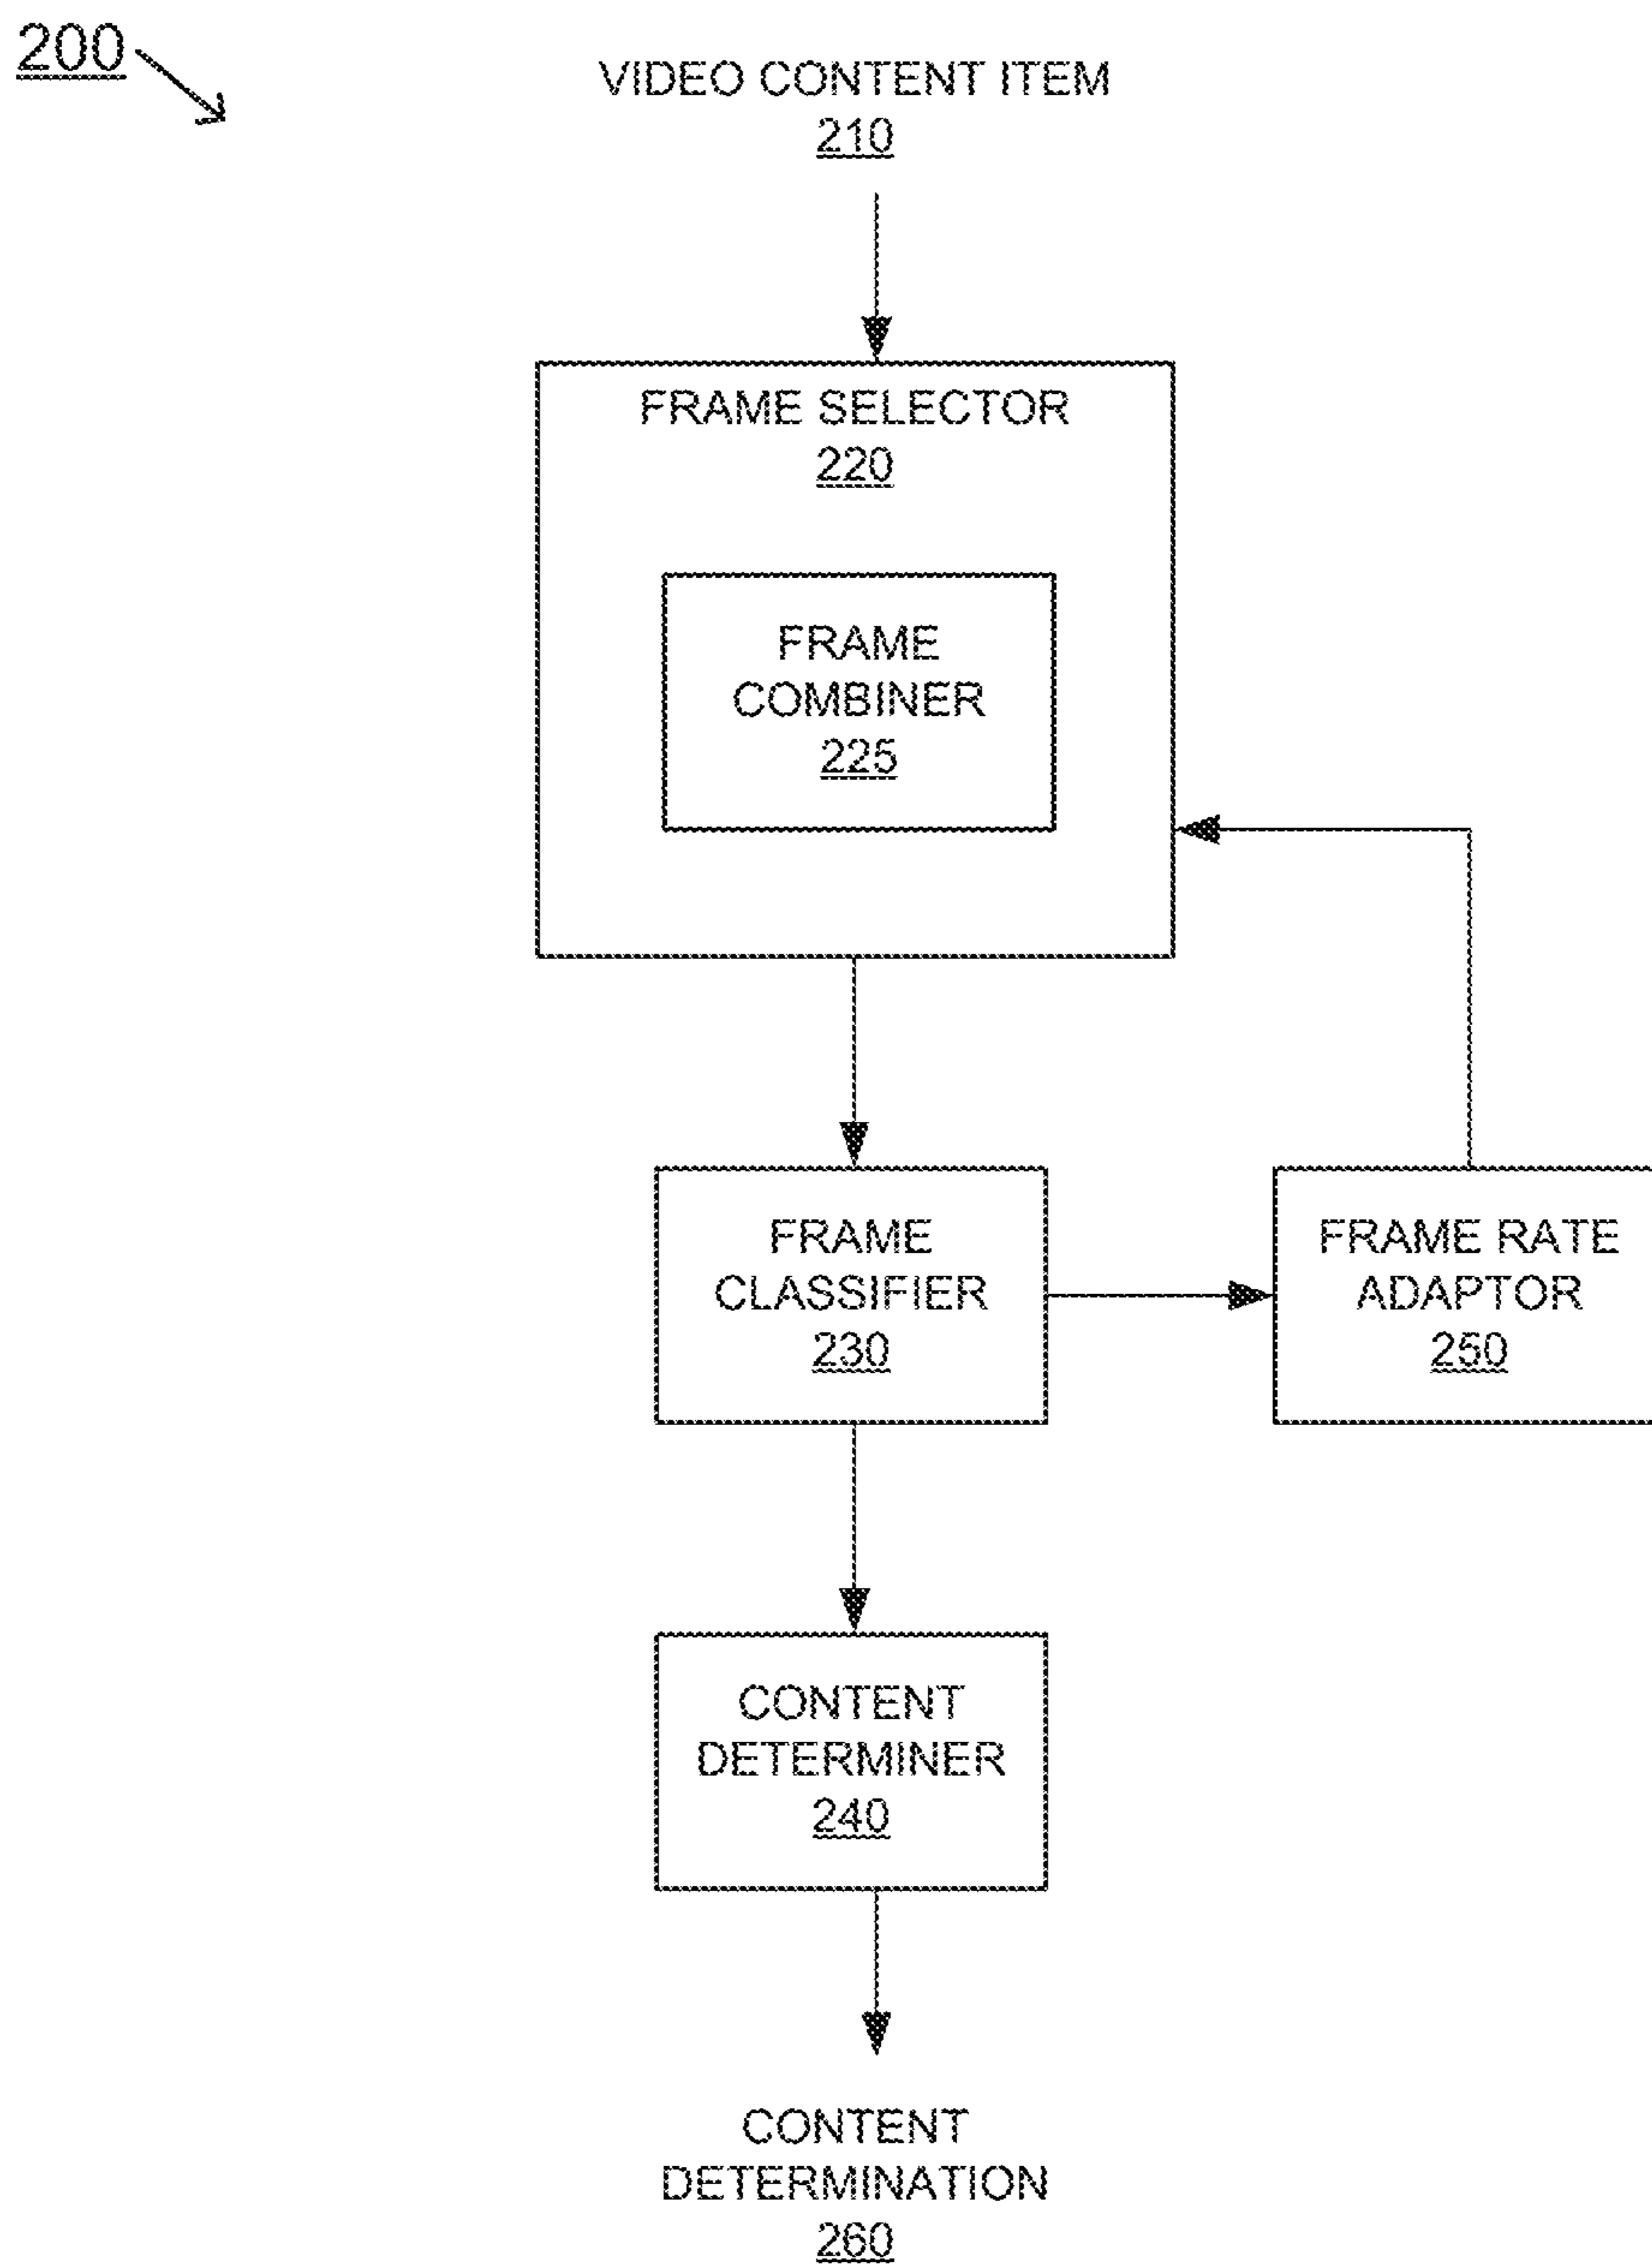 200
VIDEO CONTENT ITEM
210
FRAME SELECTOR
220
FRAME
COMBINER
225
FRAME
CLASSIFIER
230
FRAME RATE
ADAPTOR
250
CONTENT
DETERMINER
240
CONTENT
DETERMINATION
260